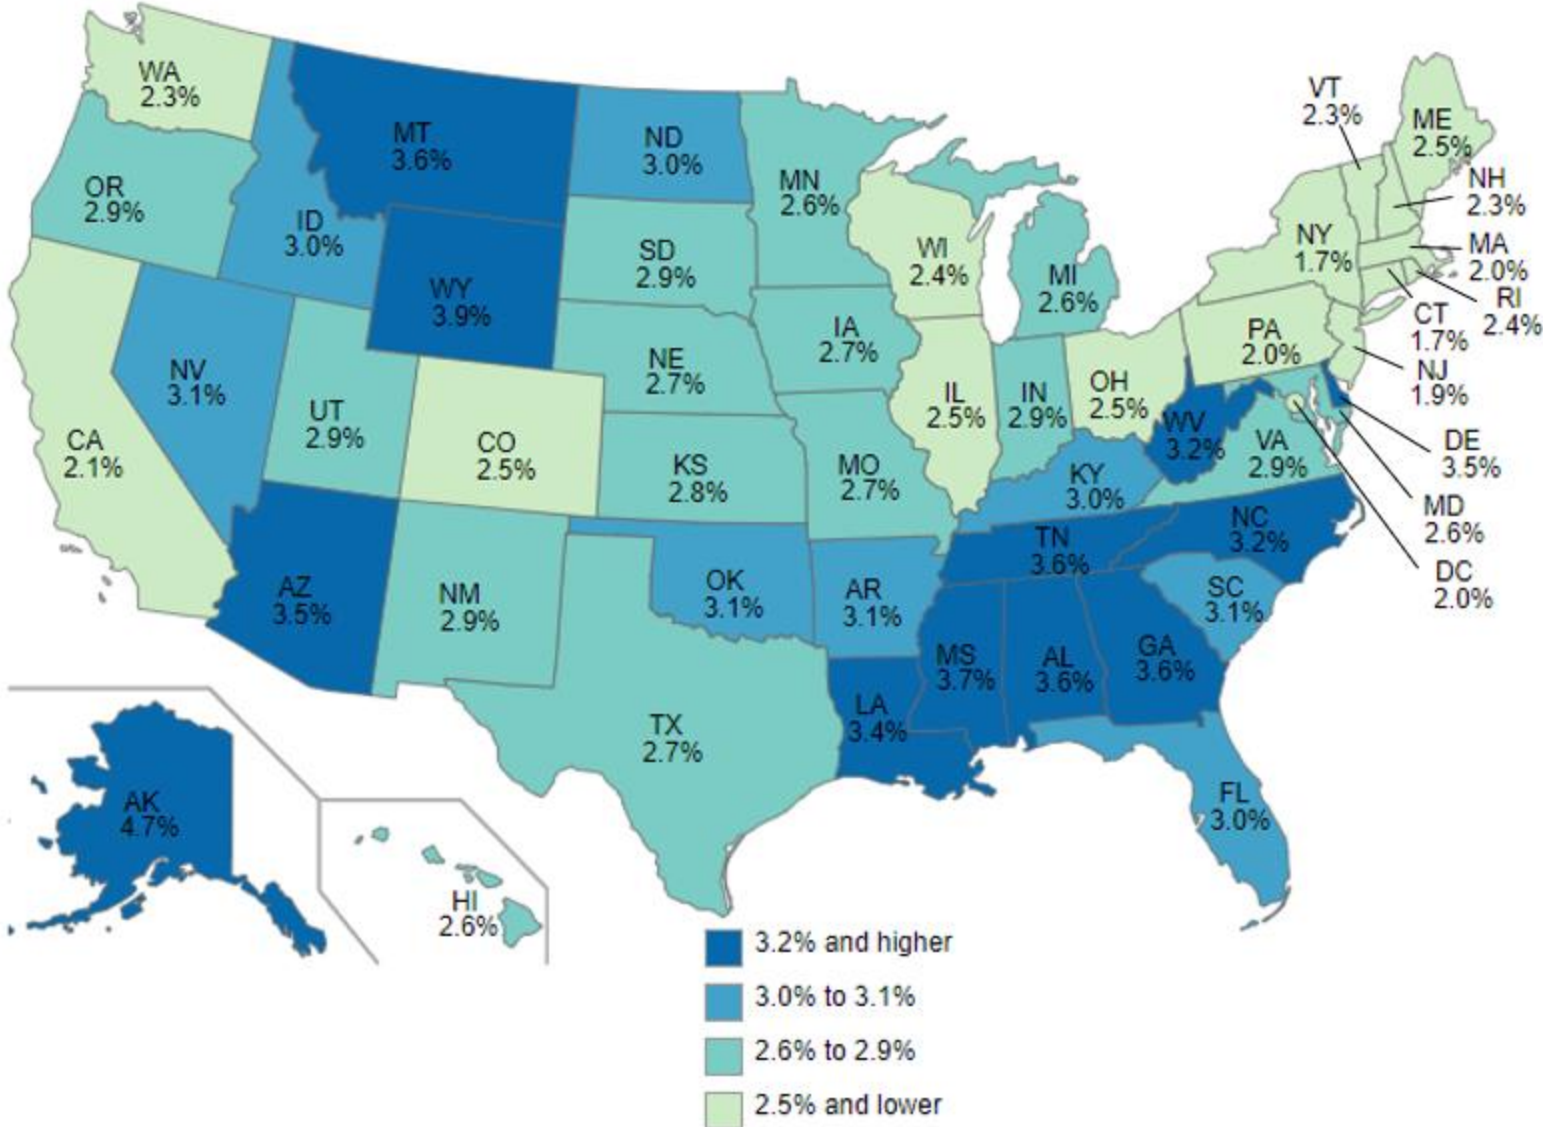 WA
2.3%
MT
3.6%
ND
3.0%
MN
2.6%
VT
2.3%
ME
2.5%
OR
2.9%
ID
3.0%
NH
2.3%
WY
3.9%
SD
2.9%
WI
2.4%
MI
2.6%
NY
1.7%
MA
2.0%
RI
2.4%
CT
1.7%
NV
3.1%
NE
2.7%
IA
2.7%
PA
2.0%
NJ
1.9%
UT
2.9%
CO
2.5%
IL
2.5%
IN
2.9%
OH
2.5%
WV
3.2%
VA
2.9%
DE
3.5%
CA
2.1%
KS
2.8%
MO
2.7%
KY
3.0%
MD
2.6%
NC
3.2%
TN
3.6%
DC
2.0%
AZ
3.5%
NM
2.9%
OK
3.1%
AR
3.1%
SC
3.1%
MS
3.7%
AL
3.6%
GA
3.6%
LA
3.4%
TX
2.7%
FL
3.0%
AK
4.7%
HI
2.6%
3.2% and higher
3.0% to 3.1%
2.6% to 2.9%
2.5% and lower